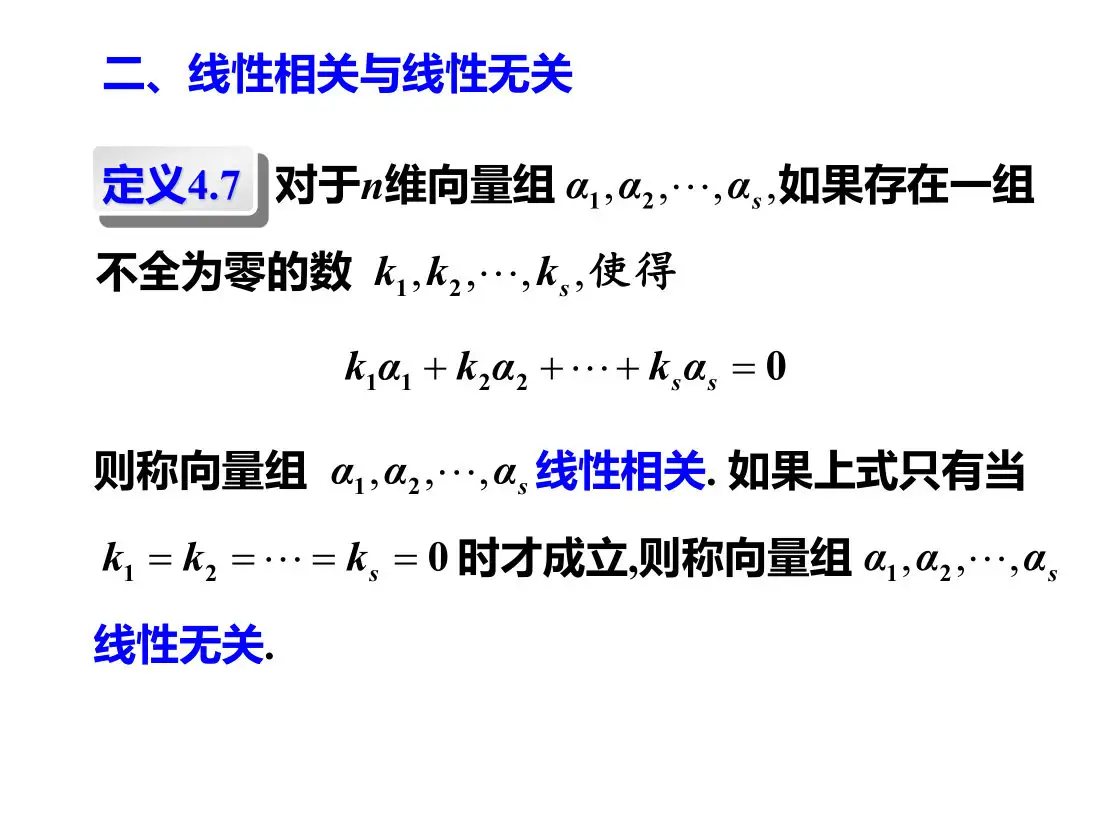 二、线性相关与线性无关
定义4.7 对于n维向量组 α₁,α₂,⋯,αₛ,如果存在一组
不全为零的数 k₁,k₂,⋯,kₛ,使得
k₁α₁ + k₂α₂ + ⋯ + kₛαₛ = 0
则称向量组 α₁,α₂,⋯,αₛ 线性相关. 如果上式只有当
k₁ = k₂ = ⋯ = kₛ = 0 时才成立,则称向量组 α₁,α₂,⋯,αₛ
线性无关.